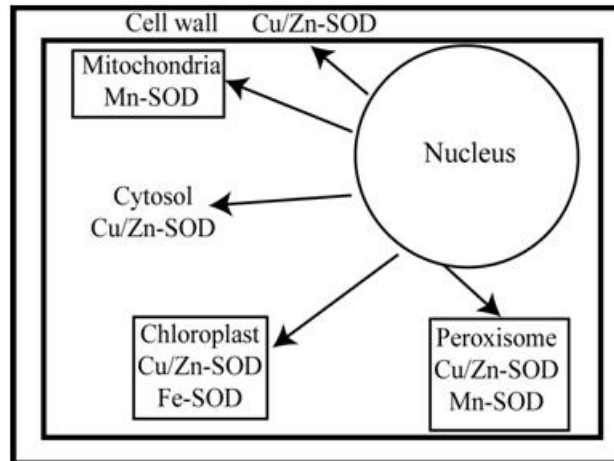 Cell wall Cu/Zn-SOD
Mitochondria
Mn-SOD
Nucleus
Cytosol
Cu/Zn-SOD
Chloroplast
Cu/Zn-SOD
Fe-SOD
Peroxisome
Cu/Zn-SOD
Mn-SOD